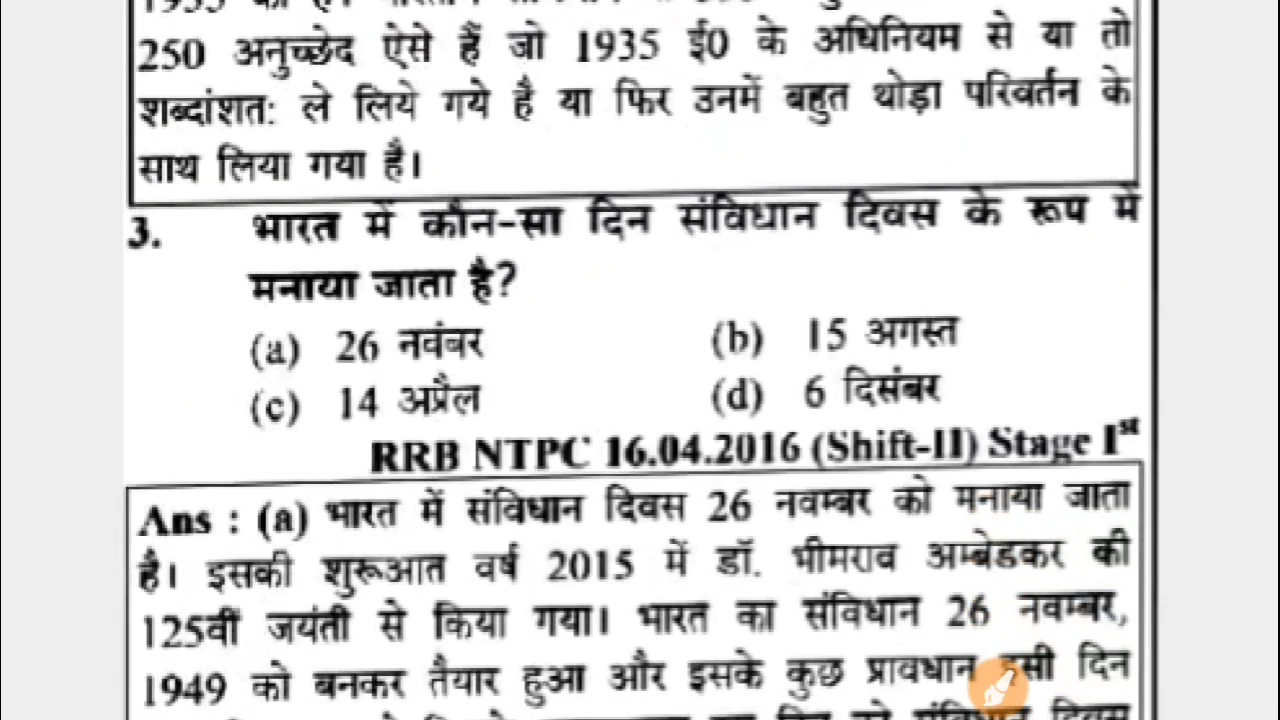 250 अनुच्छेद ऐसे हैं जो 1935 ई0 के अधिनियम से या तो
शब्दांशत: ले लिये गये है या फिर उनमें बहुत थोड़ा परिवर्तन के
साथ लिया गया है।
3. भारत में कौन-सा दिन संविधान दिवस के रूप में
मनाया जाता है?
(a) 26 नवंबर (b) 15 अगस्त
(c) 14 अप्रैल (d) 6 दिसंबर
RRB NTPC 16.04.2016 (Shift-II) Stage Ist
Ans : (a) भारत में संविधान दिवस 26 नवम्बर को मनाया जाता
है। इसकी शुरूआत वर्ष 2015 में डॉ. भीमराव अम्बेडकर की
125वीं जयंती से किया गया। भारत का संविधान 26 नवम्बर,
1949 को बनकर तैयार हुआ और इसके कुछ प्रावधान दिन